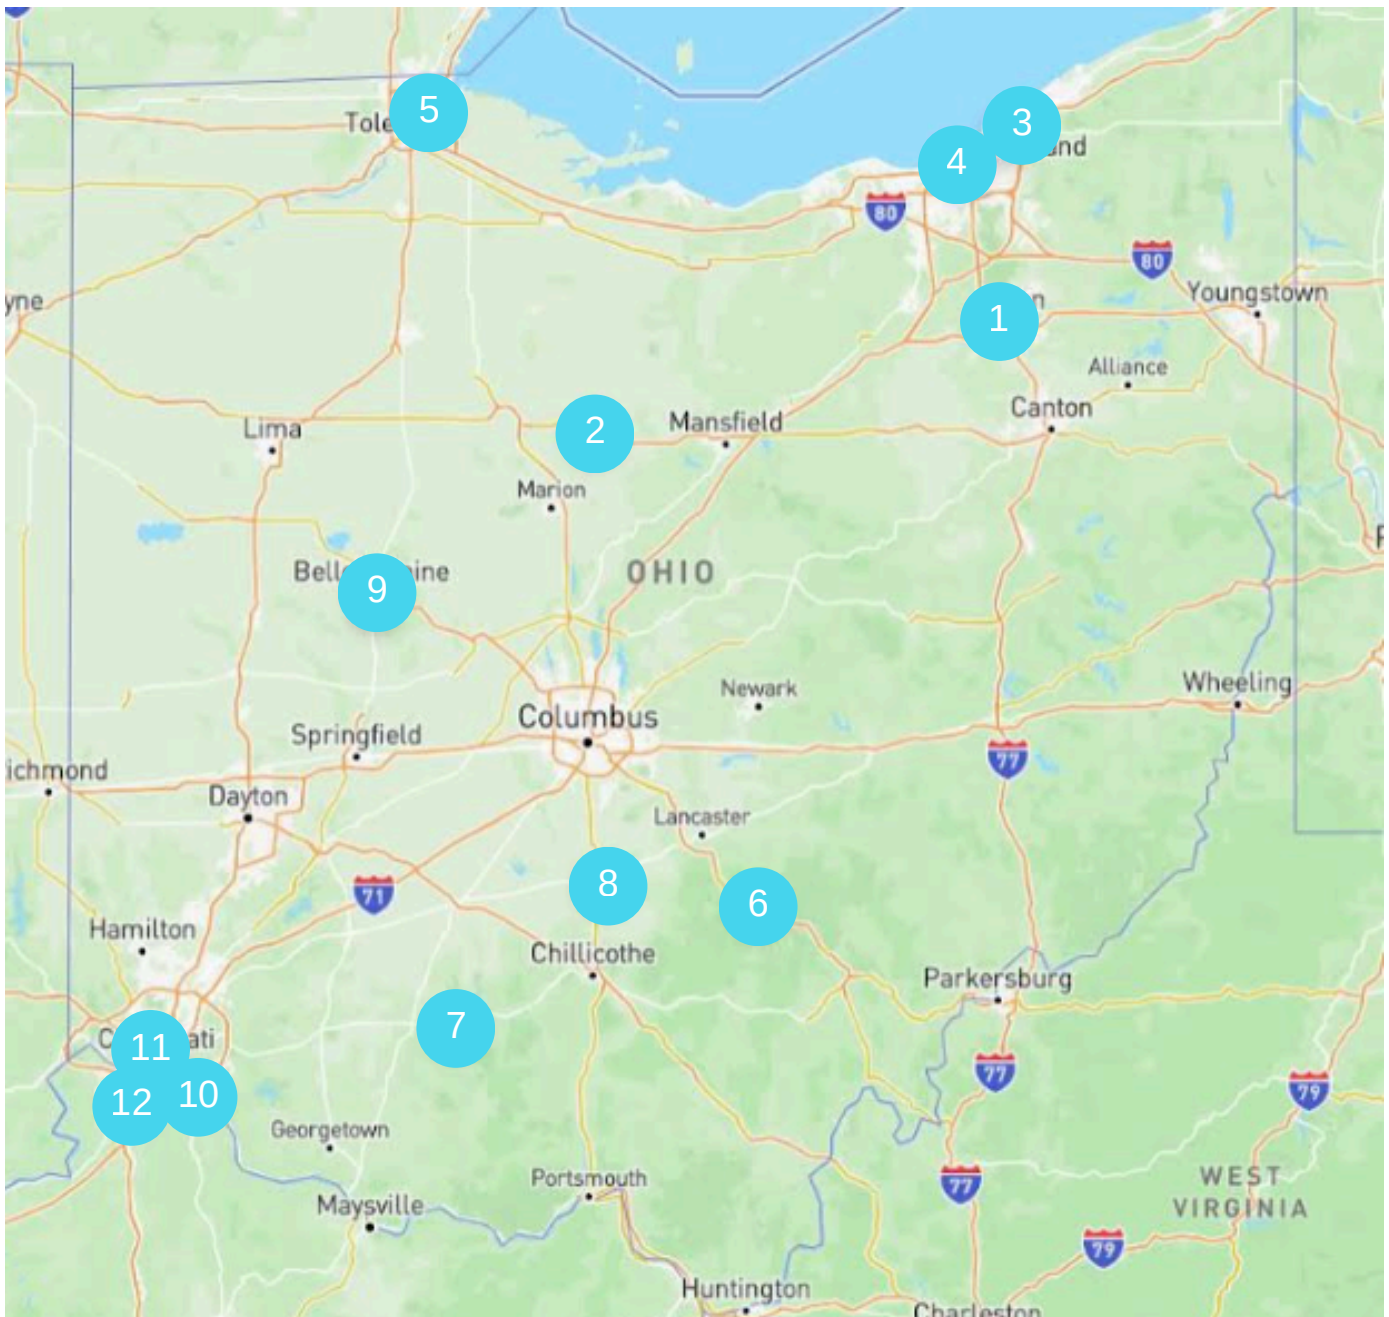 5
Tole
3
and
4
80
80
yne
n
Youngstown
1
Alliance
Canton
2
Mansfield
Lima
Marion
Bell
ine
9
OHIO
Newark
Wheeling
Columbus
Springfield
77
ichmond
Dayton
Lancaster
71
8
6
Hamilton
Chillicothe
Parkersburg
7
C
ati
11
77
79
12
10
Georgetown
Portsmouth
77
WEST
VIRGINIA
Maysville
79
Huntington
Charleston